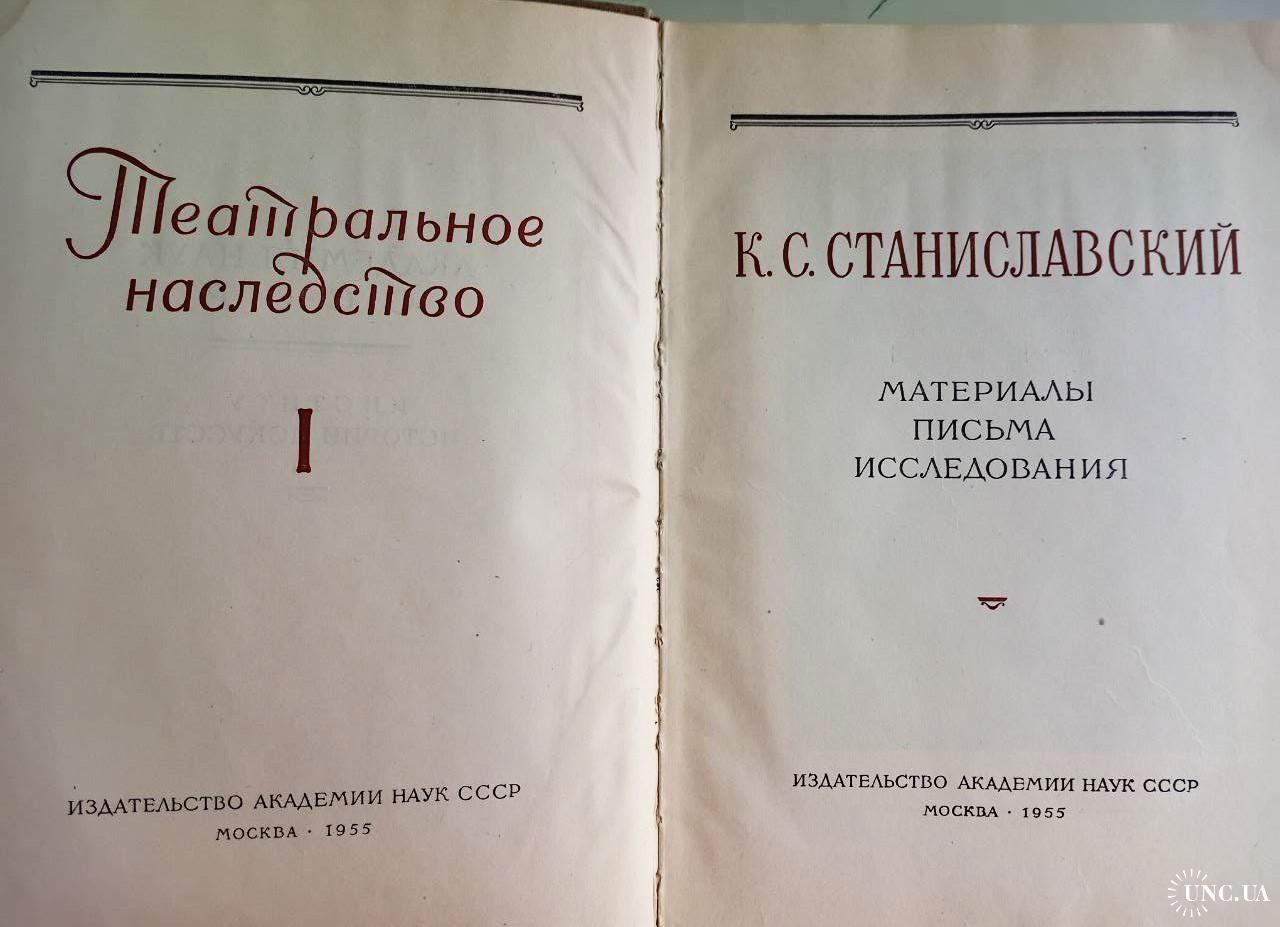 Театральное
наследство
I
ИЗДАТЕЛЬСТВО АКАДЕМИИ НАУК СССР
МОСКВА · 1955
К. С. СТАНИСЛАВСКИЙ
МАТЕРИАЛЫ
ПИСЬМА
ИССЛЕДОВАНИЯ
ИЗДАТЕЛЬСТВО АКАДЕМИИ НАУК СССР
МОСКВА · 1955
UNC.UA